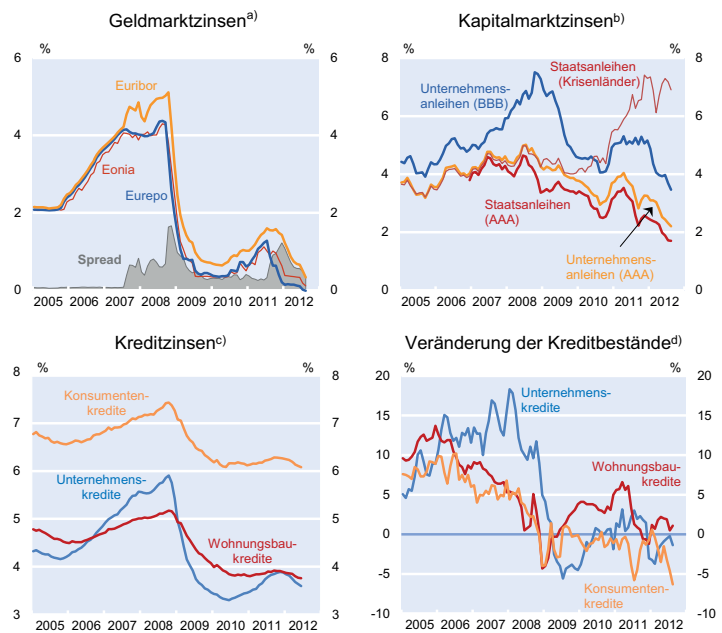 Geldmarktzinsen a)
%
%
6
6
Euribor
4
4
Eonia
Eurepo
2
2
Spread
0
0
2005 2006 2007 2008 2009 2010 2011 2012
Kapitalmarktzinsen b)
%
%
8
8
Staatsanleihen
(Krisenländer)
Unternehmens-
anleihen (BBB)
6
6
4
4
Staatsanleihen
(AAA)
2
2
Unternehmens-
anleihen (AAA)
0
0
2005 2006 2007 2008 2009 2010 2011 2012
Kreditzinsen c)
%
%
8
8
Konsumenten-
kredite
7
7
6
6
Unternehmens-
kredite
5
5
Wohnungsbau-
kredite
4
4
3
3
2005 2006 2007 2008 2009 2010 2011 2012
Veränderung der Kreditbestände d)
%
%
20
20
Unternehmens-
kredite
15
15
10
10
Wohnungsbau-
kredite
5
5
0
0
-5
-5
Konsumenten-
kredite
-10
-10
2005 2006 2007 2008 2009 2010 2011 2012